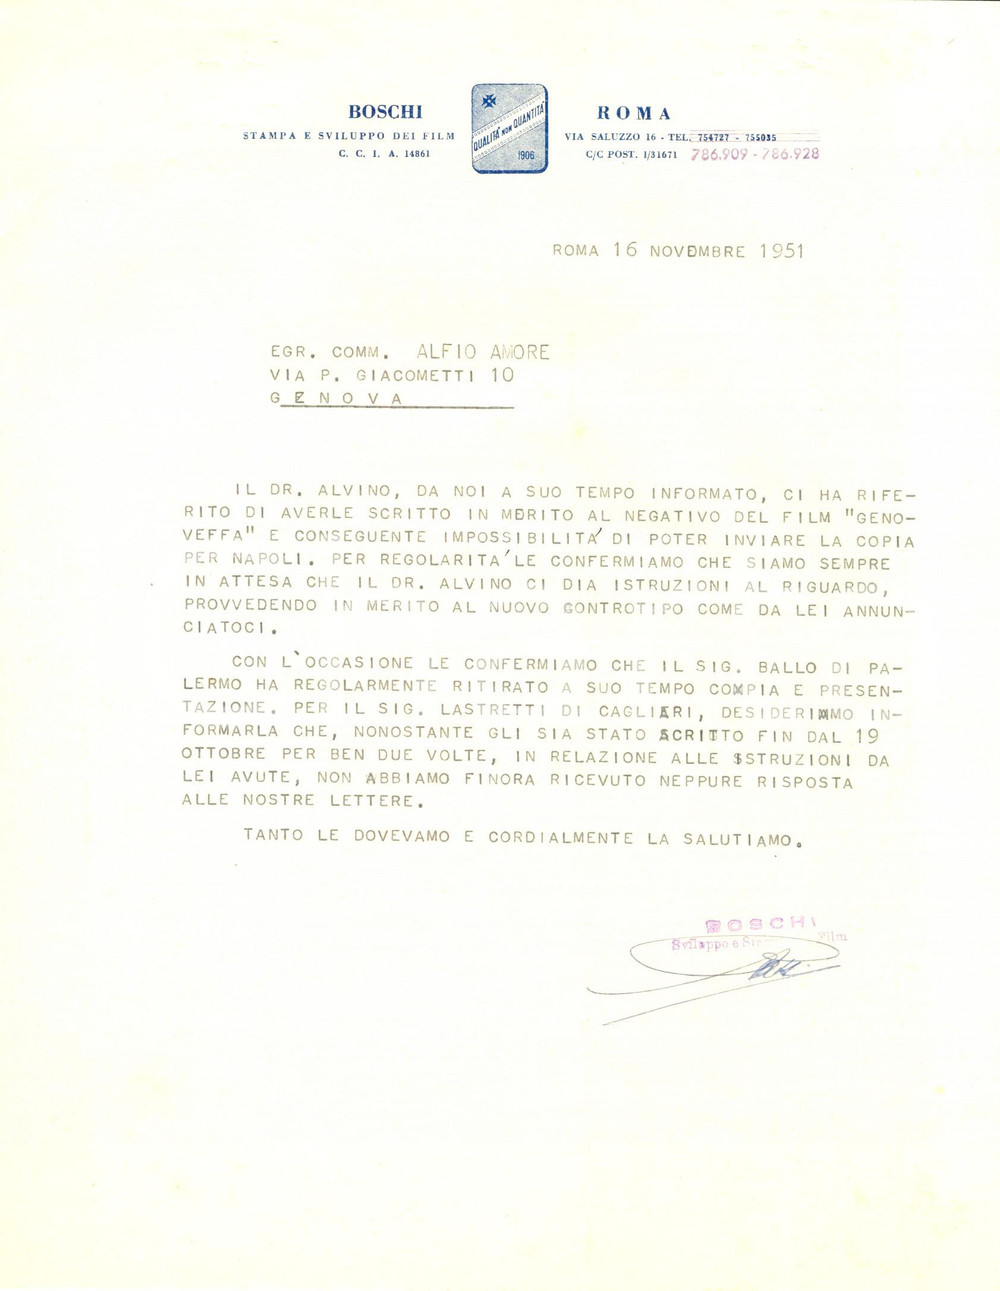 BOSCHI
STAMPA E SVILUPPO DEI FILM
C. C. I. A. 14861
QUALITÀ NON QUANTITÀ
1906
ROMA
VIA SALUZZO 16 - TEL. 754727 - 755035
C/C POST. 1/31671 786.909 - 786.928
ROMA 16 NOVEMBRE 1951
EGR. COMM. ALFIO AMORE
VIA P. GIACOMETTI 10
GENOVA
IL DR. ALVINO, DA NOI A SUO TEMPO INFORMATO, CI HA RIFE-
RITO DI AVERLE SCRITTO IN MERITO AL NEGATIVO DEL FILM "GENO-
VEFFA" E CONSEGUENTE IMPOSSIBILITA' DI POTER INVIARE LA COPIA
PER NAPOLI. PER REGOLARITA' LE CONFERMIAMO CHE SIAMO SEMPRE
IN ATTESA CHE IL DR. ALVINO CI DIA ISTRUZIONI AL RIGUARDO,
PROVVEDENDO IN MERITO AL NUOVO CONTROTIPO COME DA LEI ANNUN-
CIATOCI.
CON L'OCCASIONE LE CONFERMIAMO CHE IL SIG. BALLO DI PA-
LERMO HA REGOLARMENTE RITIRATO A SUO TEMPO COPIA E PRESEN-
TAZIONE. PER IL SIG. LASTRETTI DI CAGLIARI, DESIDERIAMO IN-
FORMARLA CHE, NONOSTANTE GLI SIA STATO SCRITTO FIN DAL 19
OTTOBRE PER BEN DUE VOLTE, IN RELAZIONE ALLE ISTRUZIONI DA
LEI AVUTE, NON ABBIAMO FINORA RICEVUTO NEPPURE RISPOSTA
ALLE NOSTRE LETTERE.
TANTO LE DOVEVAMO E CORDIALMENTE LA SALUTIAMO.
BOSCHI
Sviluppo e Film